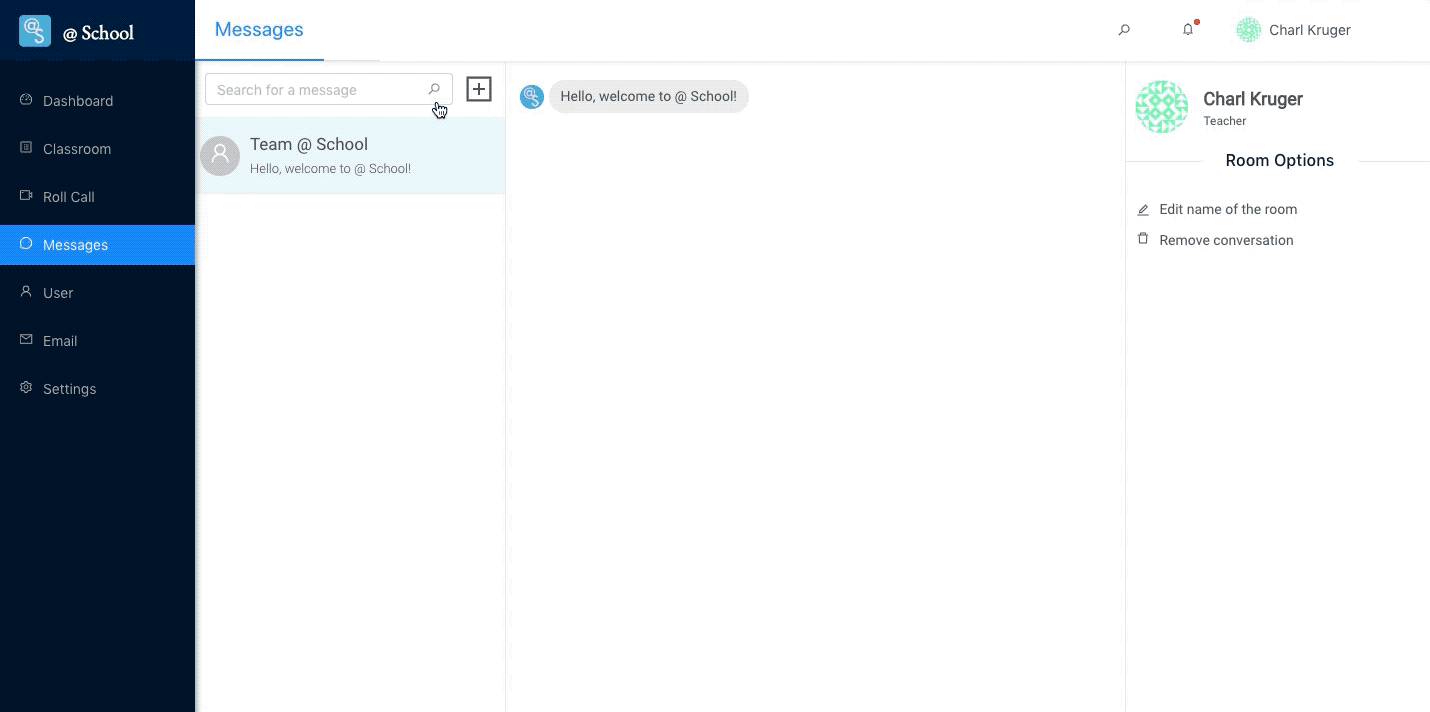 @ School
Messages
Charl Kruger
Dashboard
Classroom
Roll Call
Messages
User
Email
Settings
Search for a message
Team @ School
Hello, welcome to @ School!
Hello, welcome to @ School!
Charl Kruger
Teacher
Room Options
Edit name of the room
Remove conversation